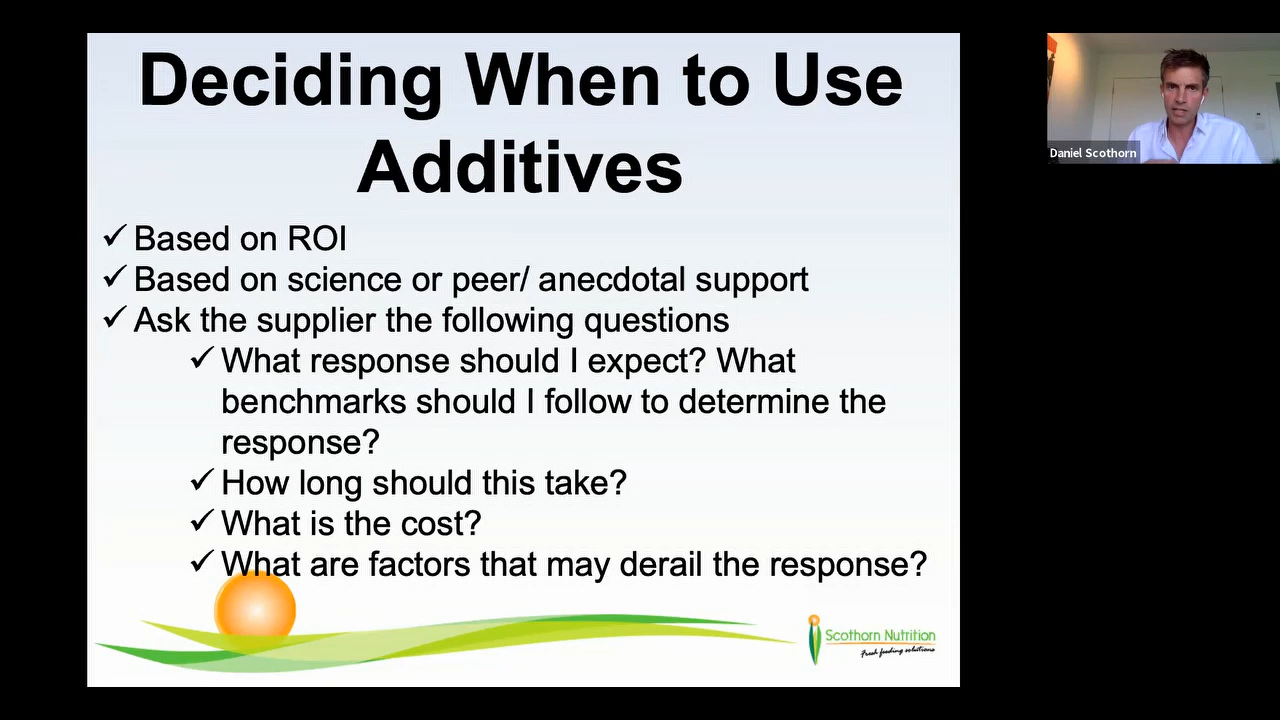 Deciding When to Use
Additives
✓ Based on ROI
✓ Based on science or peer/ anecdotal support
✓ Ask the supplier the following questions
✓ What response should I expect? What
benchmarks should I follow to determine the
response?
✓ How long should this take?
✓ What is the cost?
✓ What are factors that may derail the response?
Scothorn Nutrition
Fresh feeding solutions
Daniel Scothorn